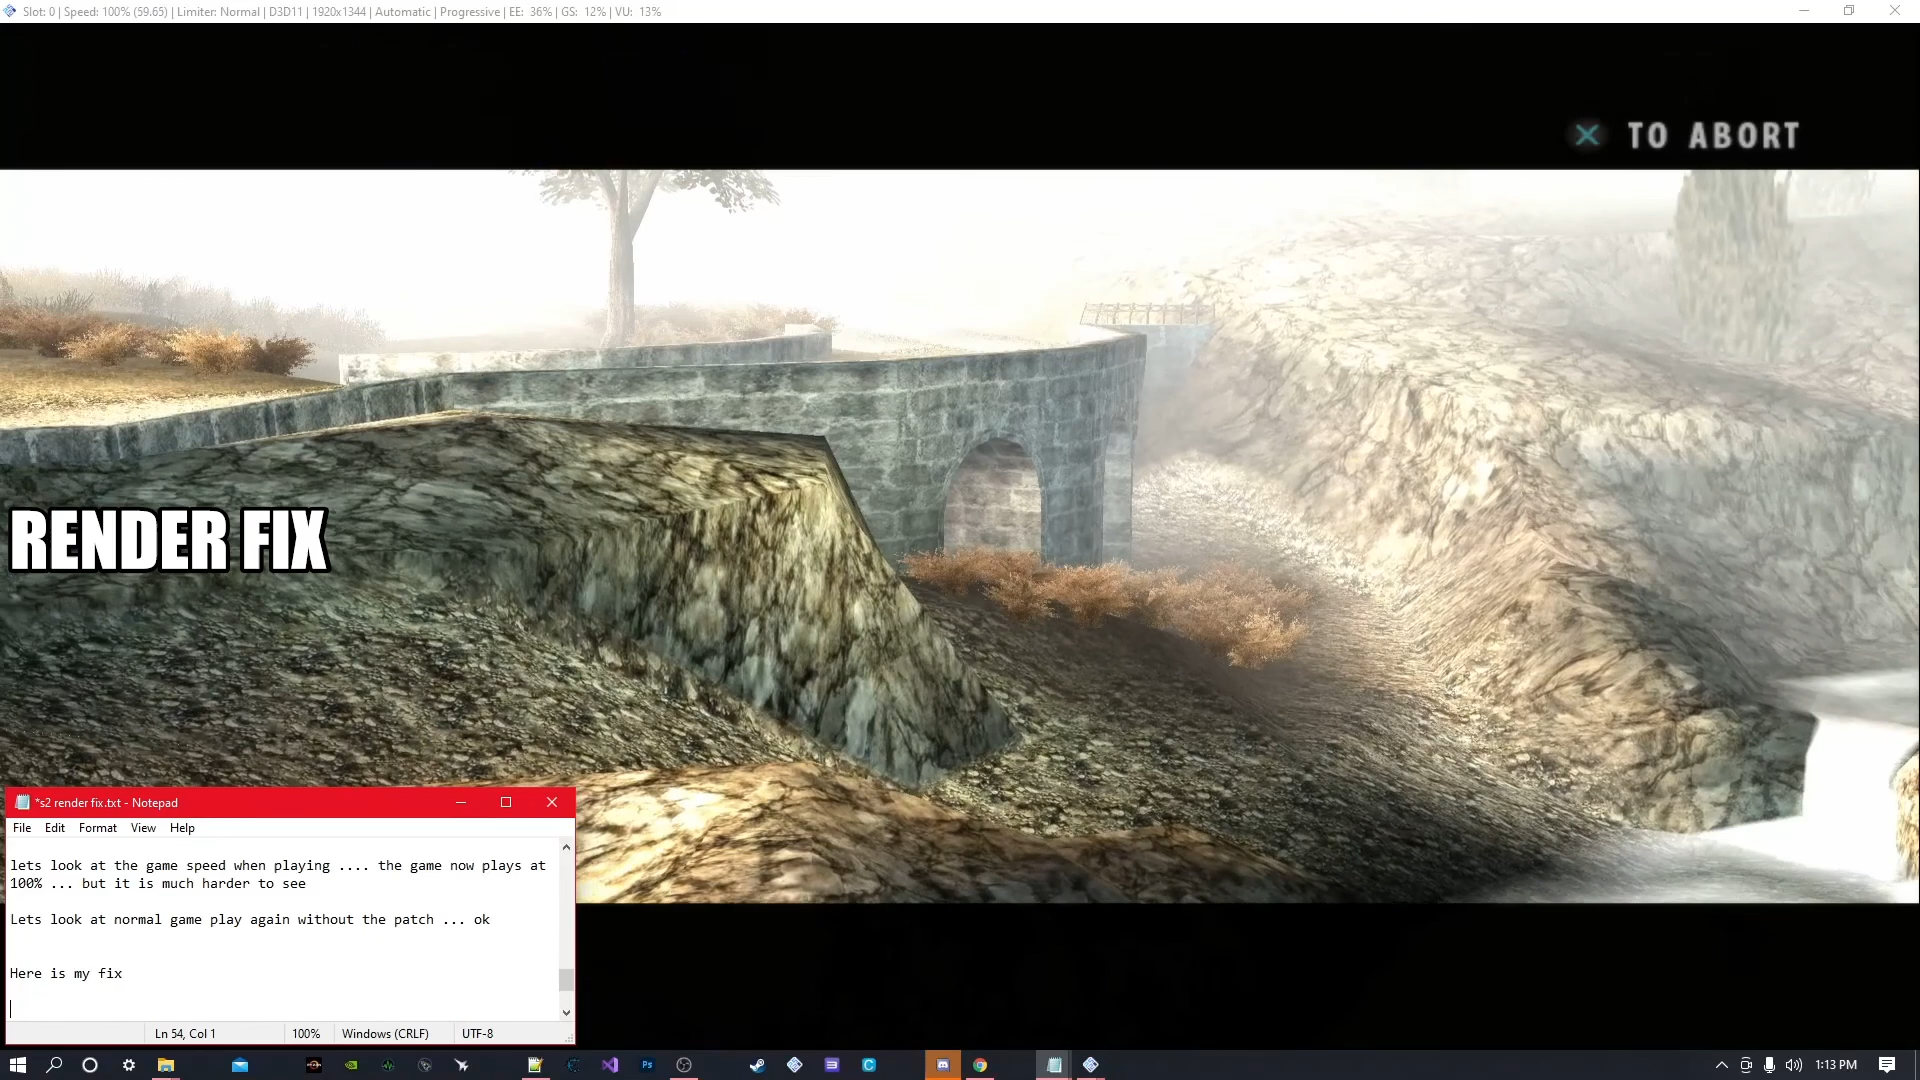 Slot: 0 | Speed: 100% (59.65) | Limiter: Normal | D3D11 | 1920x1344 | Automatic | Progressive | EE: 36% | GS: 12% | VU: 13%
TO ABORT
RENDER FIX
*s2 render fix.txt - Notepad
File Edit Format View Help
lets look at the game speed when playing .... the game now plays at
100% ... but it is much harder to see
Lets look at normal game play again without the patch ... ok
Here is my fix
Ln 54, Col 1 100% Windows (CRLF) UTF-8
Ps
1:13 PM